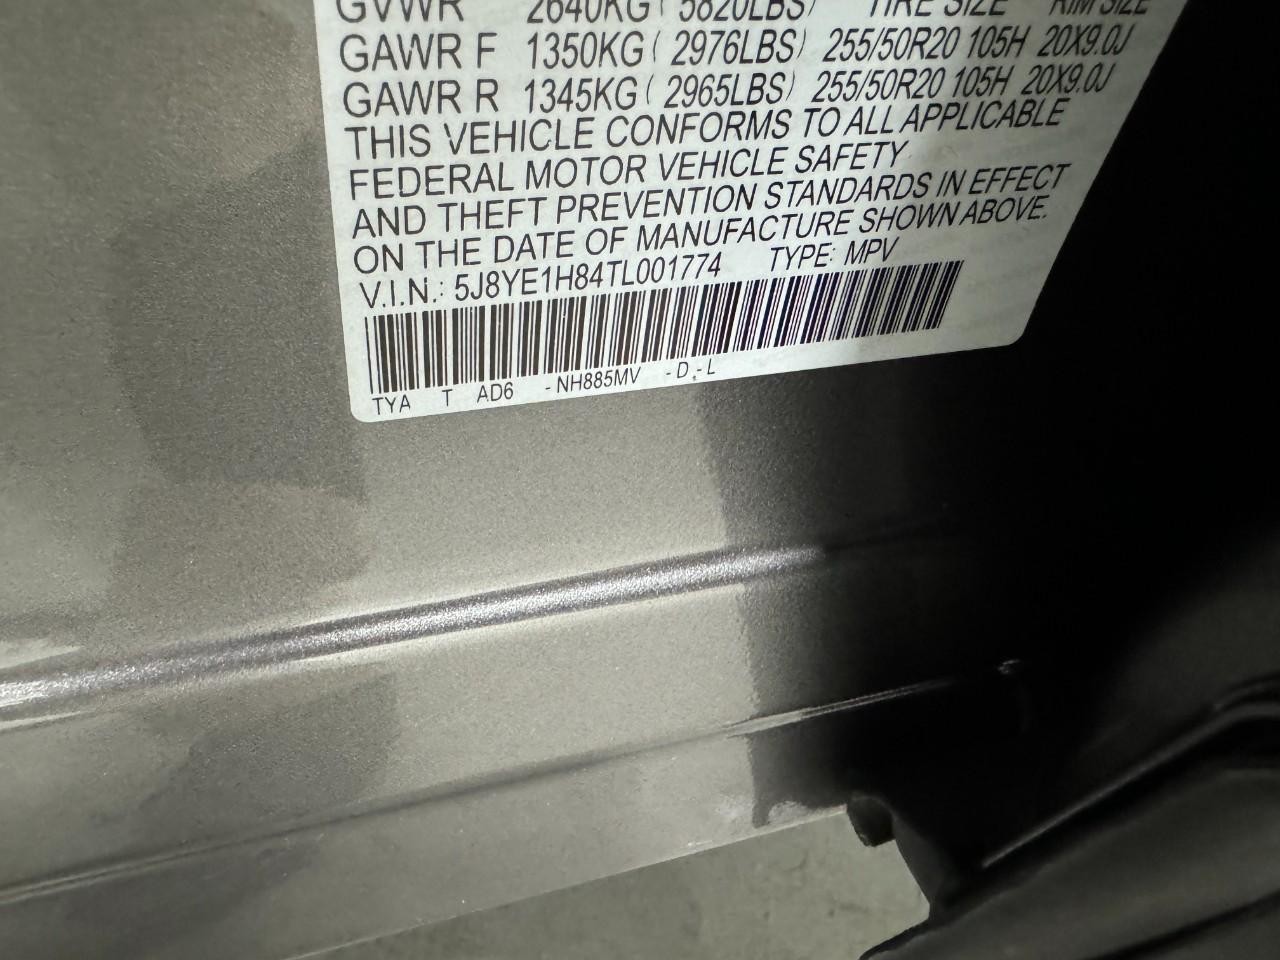 GVWR 2640KG ( 5820LBS) TIRE SIZE RIM SIZE
GAWR F 1350KG ( 2976LBS) 255/50R20 105H 20X9.0J
GAWR R 1345KG ( 2965LBS) 255/50R20 105H 20X9.0J
THIS VEHICLE CONFORMS TO ALL APPLICABLE
FEDERAL MOTOR VEHICLE SAFETY
AND THEFT PREVENTION STANDARDS IN EFFECT
ON THE DATE OF MANUFACTURE SHOWN ABOVE.
V.I.N.: 5J8YE1H84TL001774 TYPE: MPV
TYA T AD6 -NH885MV -D.-L